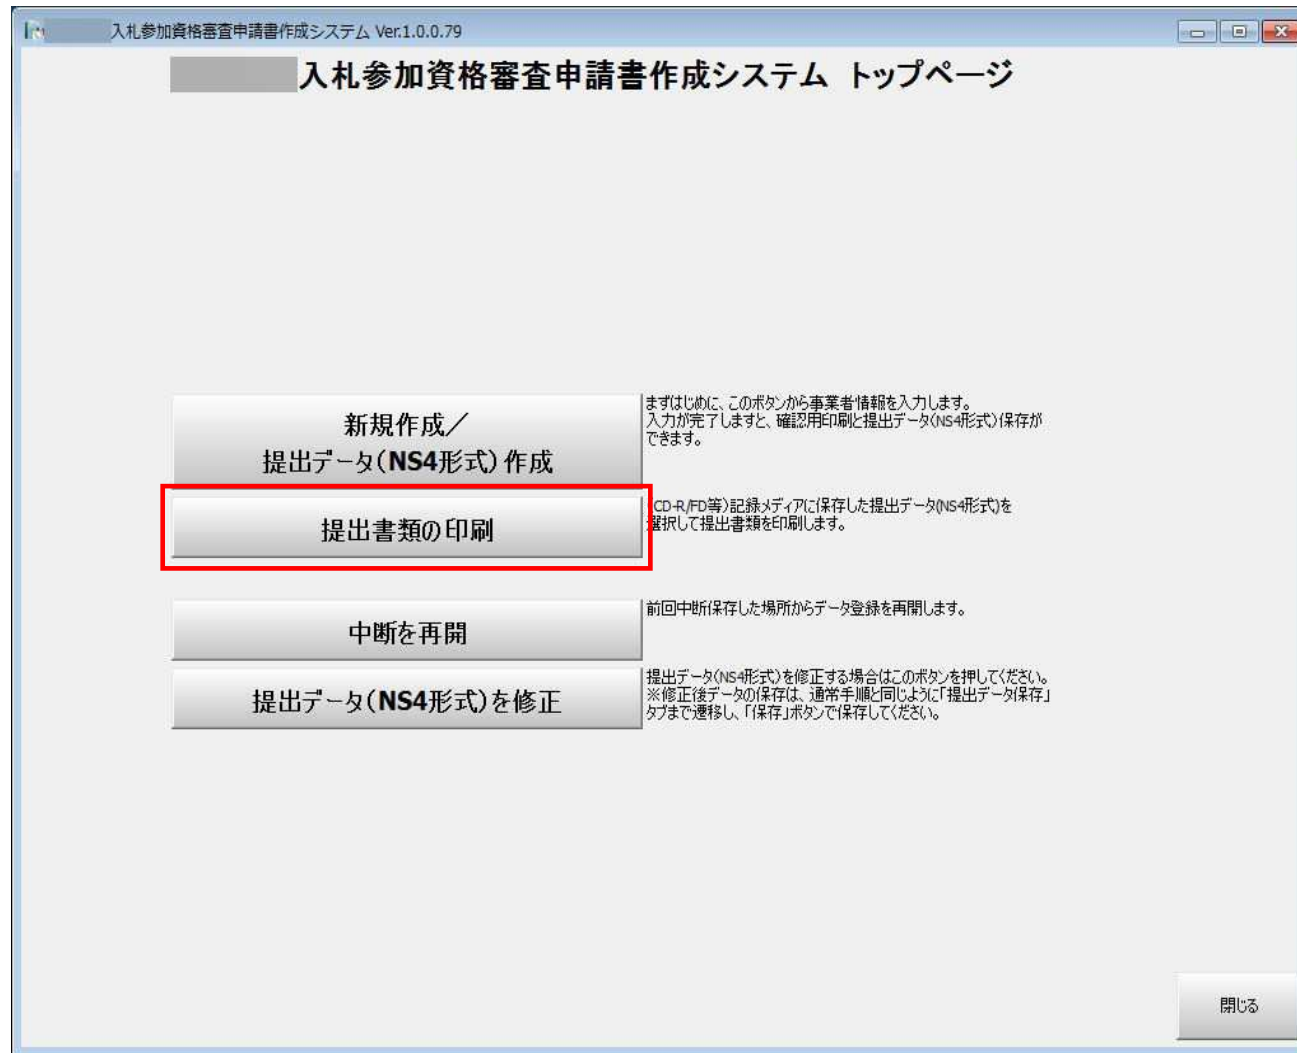 入札参加資格審査申請書作成システム Ver.1.0.0.79
入札参加資格審査申請書作成システム トップページ
新規作成／
提出データ(NS4形式)作成
まずはじめに、このボタンから事業者情報を入力します。
入力が完了しますと、確認用印刷と提出データ(NS4形式)保存が
できます。
提出書類の印刷
CD-R/FD等)記録メディアに保存した提出データ(NS4形式)を
選択して提出書類を印刷します。
中断を再開
前回中断保存した場所からデータ登録を再開します。
提出データ(NS4形式)を修正
提出データ(NS4形式)を修正する場合はこのボタンを押してください。
※修正後データの保存は、通常手順と同じように「提出データ保存」
タブまで遷移し、「保存」ボタンで保存してください。
閉じる